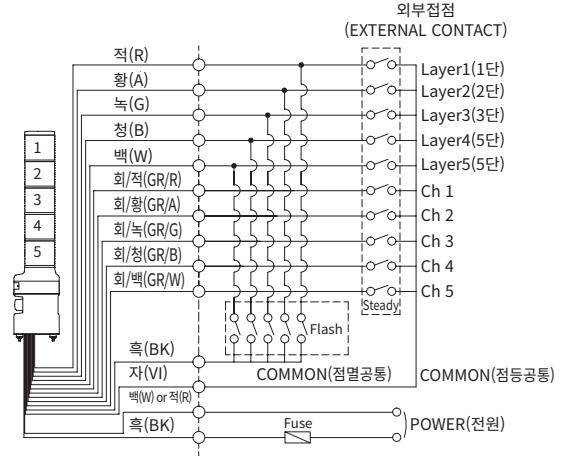 외부접점
(EXTERNAL CONTACT)
적(R)
Layer1(1단)
황(A)
Layer2(2단)
녹(G)
Layer3(3단)
청(B)
Layer4(5단)
백(W)
Layer5(5단)
회/적(GR/R)
Ch 1
회/황(GR/A)
Ch 2
회/녹(GR/G)
Ch 3
회/청(GR/B)
Ch 4
회/백(GR/W)
Ch 5
1
2
3
4
5
Steady
Flash
흑(BK)
자(VI)
COMMON(점멸공통)
COMMON(점등공통)
백(W) or 적(R)
흑(BK)
Fuse
POWER(전원)